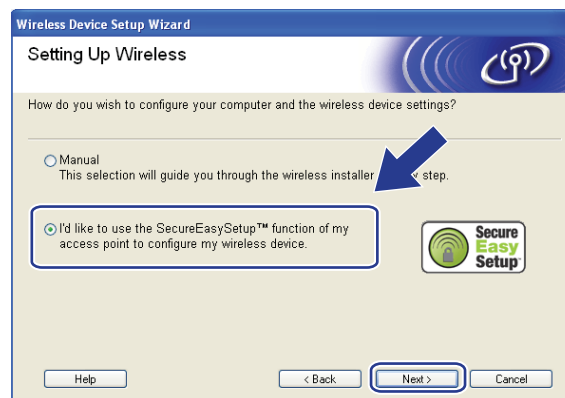 Wireless Device Setup Wizard
Setting Up Wireless
How do you wish to configure your computer and the wireless device settings?
Manual
This selection will guide you through the wireless installer step.
I'd like to use the SecureEasySetup™ function of my
access point to configure my wireless device.
Secure
Easy
Setup
Help
< Back
Next >
Cancel